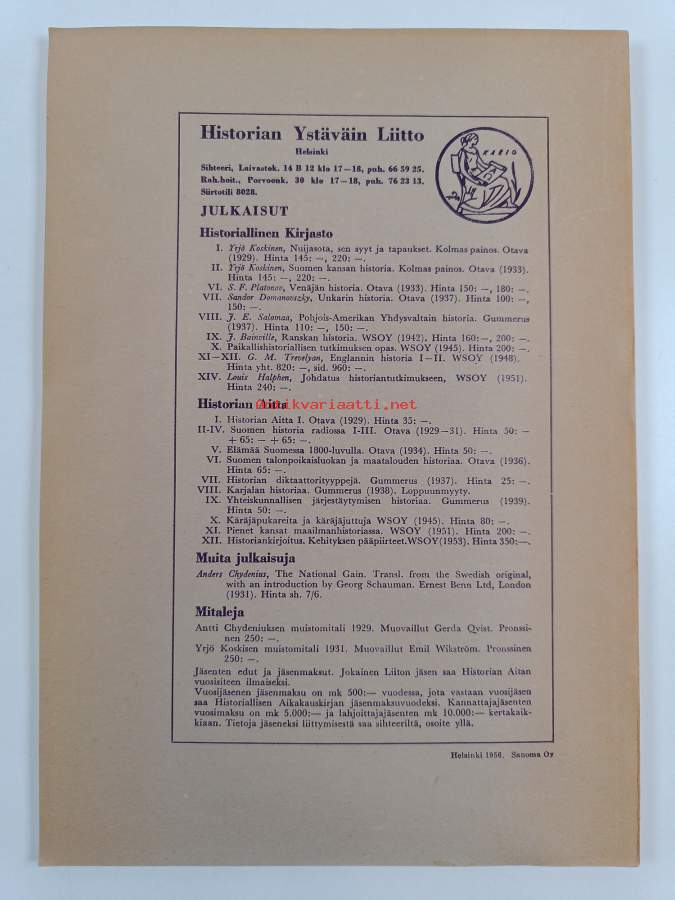 Historian Ystäväin Liitto
Helsinki
KLEIO
Sihteeri, Laivastok. 14 B 12 klo 17—18, puh. 66 59 25.
Rah.hoit., Porvoonk. 30 klo 17—18, puh. 76 23 13.
Siirtotili 8028.
JULKAISUT
Historiallinen Kirjasto
I. Yrjö Koskinen, Nuijasota, sen syyt ja tapaukset. Kolmas painos. Otava
(1929). Hinta 145: —, 220: —.
II. Yrjö Koskinen, Suomen kansan historia. Kolmas painos. Otava (1933).
Hinta 145: —, 220: —.
VI. S. F. Platonov, Venäjän historia. Otava (1933). Hinta 150: —, 180: —.
VII. Sandor Domanovszky, Unkarin historia. Otava (1937). Hinta 100: —,
150: —.
VIII. J. E. Salomaa, Pohjois-Amerikan Yhdysvaltain historia. Gummerus
(1937). Hinta 110: —, 150: —.
IX. J. Bainville, Ranskan historia. WSOY (1942). Hinta 160:—, 200: —.
X. Paikallishistoriallisen tutkimuksen opas. WSOY (1945). Hinta 200: —.
XI—XII. G. M. Trevelyan, Englannin historia I—II. WSOY (1948).
Hinta yht. 820: —, sid. 960: —.
XIV. Louis Halphen, Johdatus historiantutkimukseen, WSOY (1951).
Hinta 240: —.
Historian Aitta
antikvariaatti.net
I. Historian Aitta I. Otava (1929). Hinta 35: —.
II-IV. Suomen historia radiossa I-III. Otava (1929—31). Hinta 50: —
+ 65: — + 65: —.
V. Elämää Suomessa 1800-luvulla. Otava (1934). Hinta 50: —.
VI. Suomen talonpoikaisluokan ja maatalouden historiaa. Otava (1936).
Hinta 65: —.
VII. Historian diktaattorityyppejä. Gummerus (1937). Hinta 25: —.
VIII. Karjalan historiaa. Gummerus (1938). Loppuunmyyty.
IX. Yhteiskunnallisen järjestäytymisen historiaa. Gummerus (1939).
Hinta 50: —.
X. Käräjäpukareita ja käräjäjuttuja WSOY (1945). Hinta 80: —.
XI. Pienet kansat maailmanhistoriassa. WSOY (1951). Hinta 200: —.
XII. Historiankirjoitus. Kehityksen pääpiirteet.WSOY(1953). Hinta 350:—.
Muita julkaisuja
Anders Chydenius, The National Gain. Transl. from the Swedish original,
with an introduction by Georg Schauman. Ernest Benn Ltd, London
(1931). Hinta sh. 7/6.
Mitaleja
Antti Chydeniuksen muistomitali 1929. Muovaillut Gerda Qvist. Pronssi-
nen 250: —.
Yrjö Koskisen muistomitali 1931. Muovaillut Emil Wikström. Pronssinen
250: —.
Jäsenten edut ja jäsenmaksut. Jokainen Liiton jäsen saa Historian Aitan
vuosisiteen ilmaiseksi.
Vuosijäsenen jäsenmaksu on mk 500:— vuodessa, jota vastaan vuosijäsen
saa Historiallisen Aikakauskirjan jäsenmaksuvuodeksi. Kannattajajäsenten
vuosimaksu on mk 5.000:— ja lahjoittajajäsenten mk 10.000:— kertakaik-
kiaan. Tietoja jäseneksi liittymisestä saa sihteeriltä, osoite yllä.
Helsinki 1956. Sanoma Oy